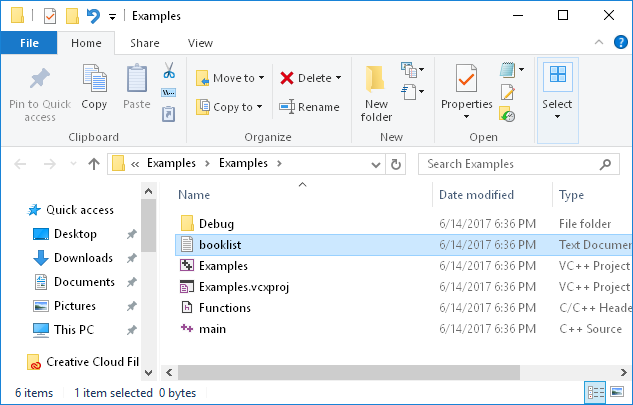 Examples
File Home Share View
Pin to Quick access
Copy
Paste
Move to
Copy to
Delete
Rename
New folder
Properties
Select
Clipboard Organize New Open
« Examples > Examples >
Search Examples
Name Date modified Type
Quick access
Desktop
Downloads
Documents
Pictures
This PC
Creative Cloud Fil
Debug 6/14/2017 6:36 PM File folder
booklist 6/14/2017 6:36 PM Text Docume
Examples 6/14/2017 6:36 PM VC++ Project
Examples.vcxproj 6/14/2017 6:36 PM VC++ Project
Functions 6/14/2017 6:36 PM C/C++ Heade
main 6/14/2017 6:36 PM C++ Source
6 items 1 item selected 0 bytes